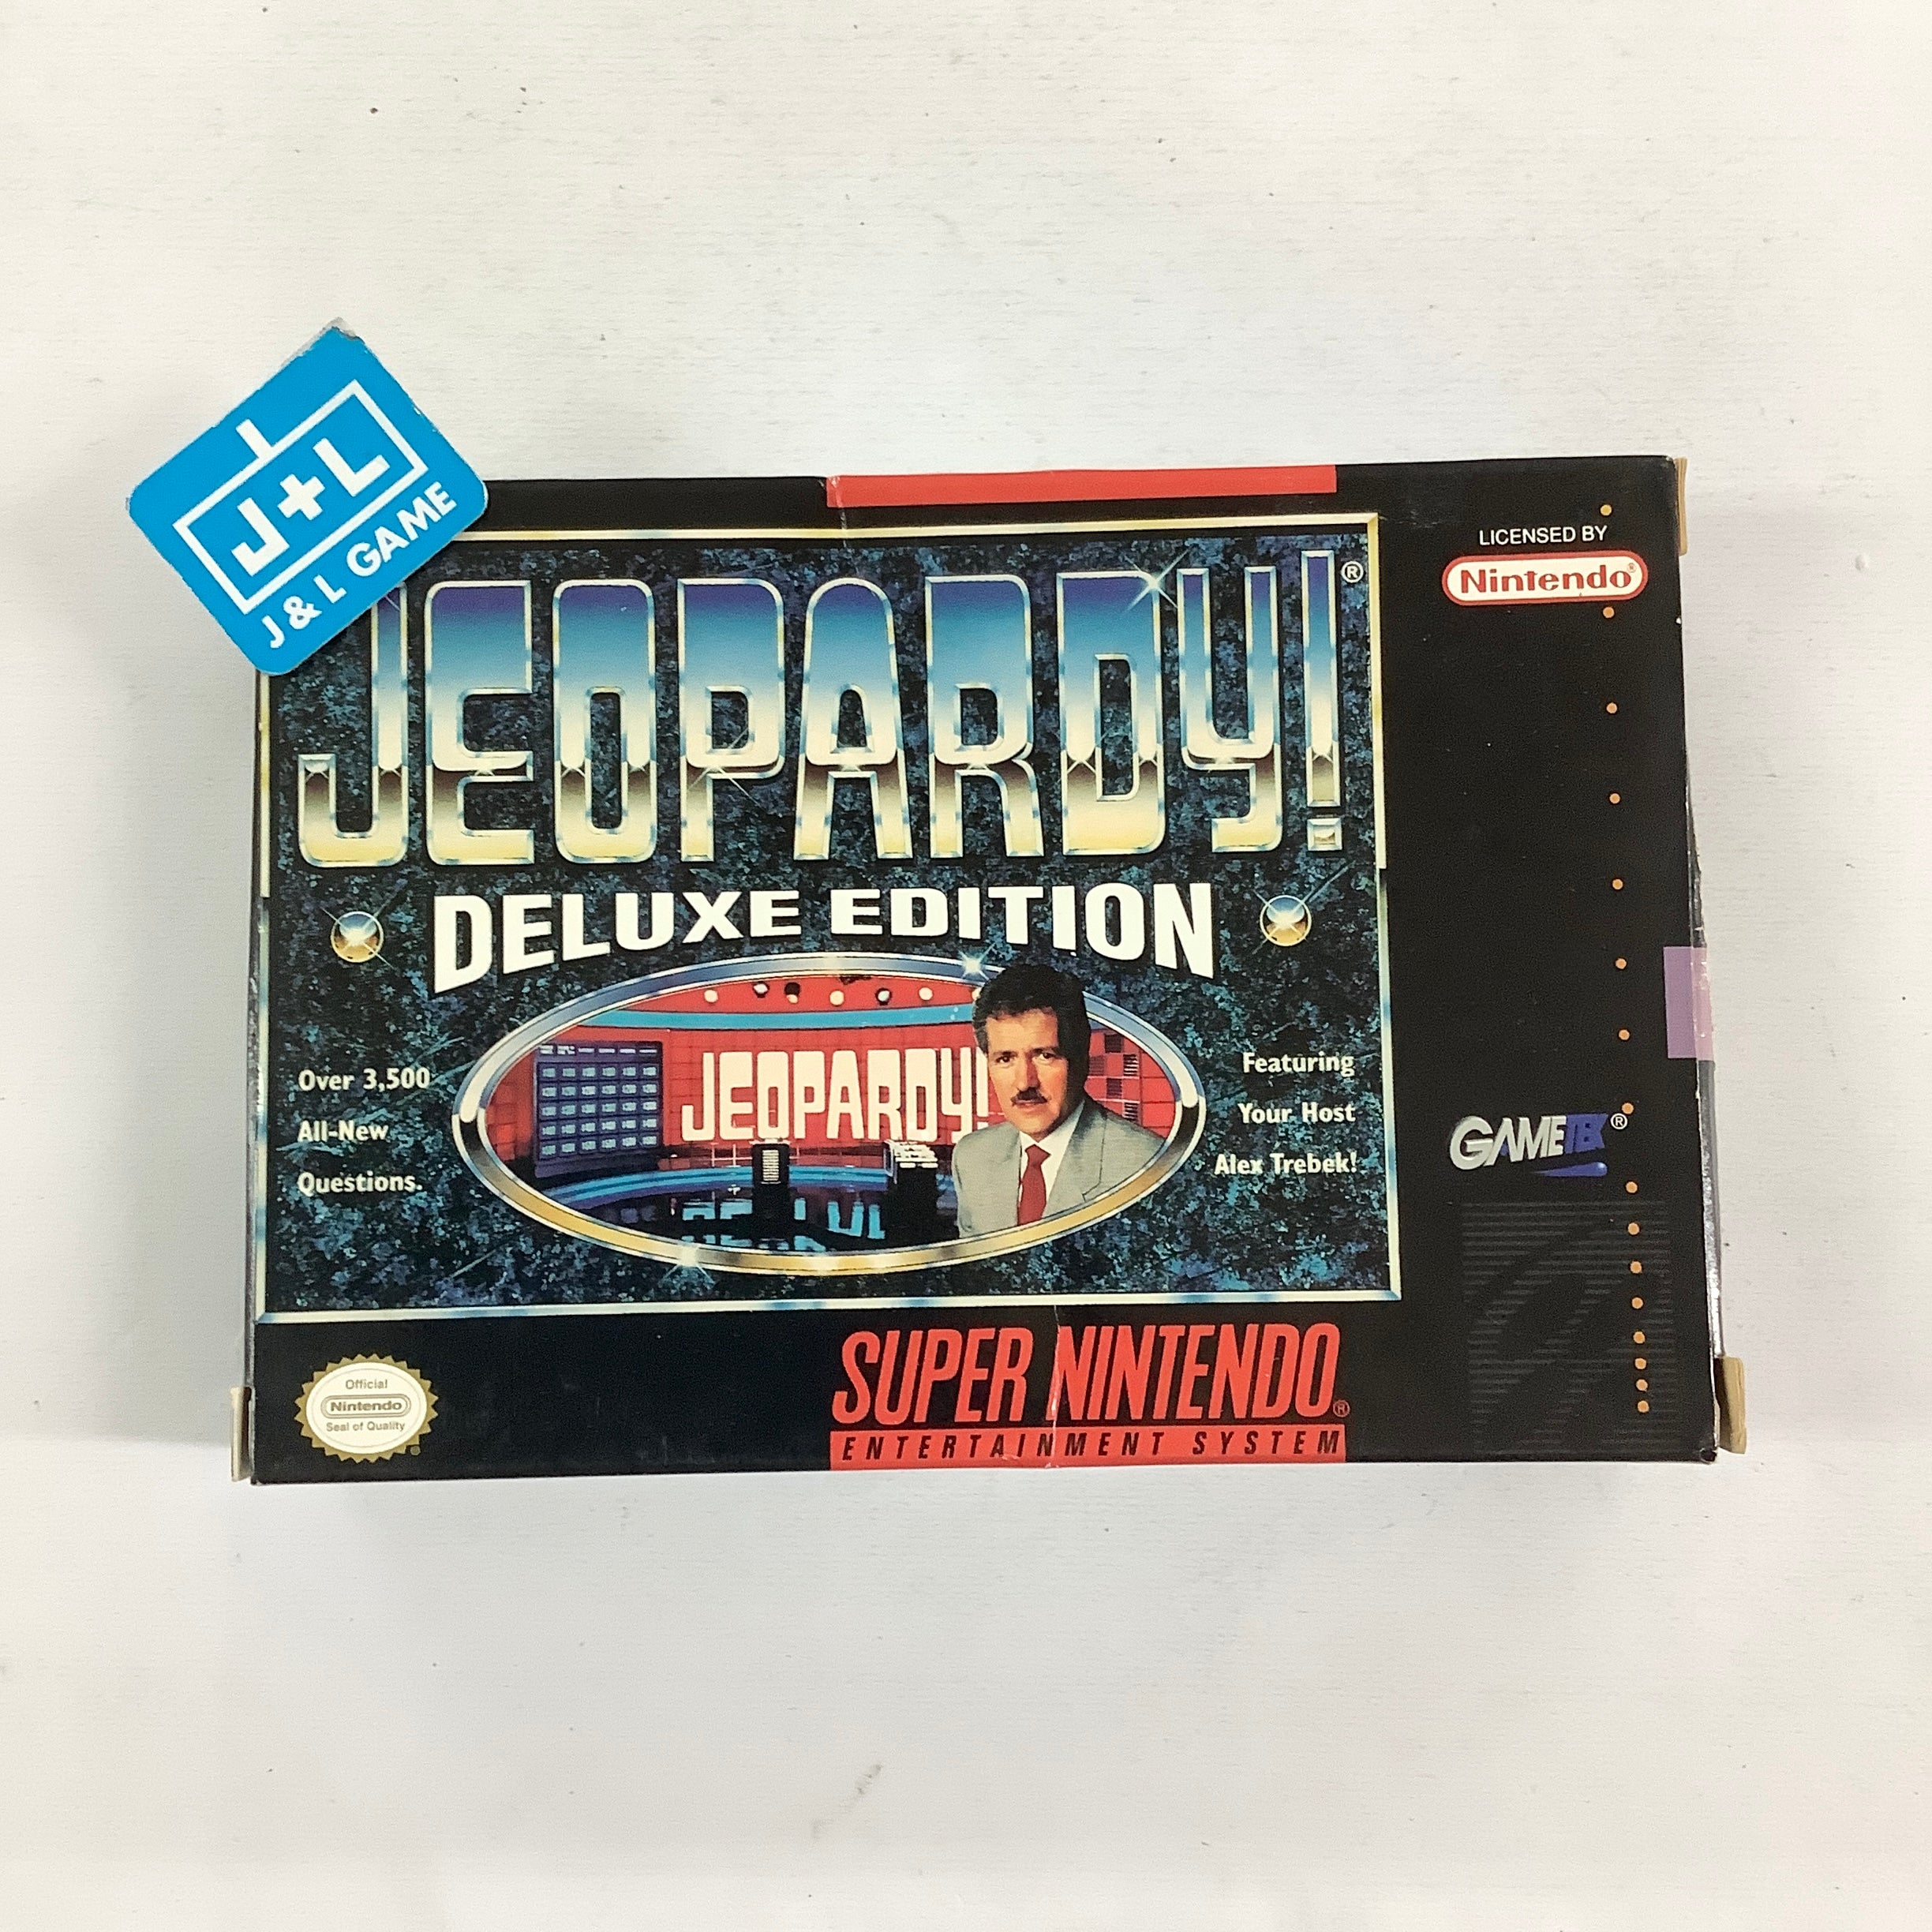 J+L
J & L GAME
LICENSED BY
Nintendo®
JEOPARDY!®
DELUXE EDITION
Over 3,500
All-New
Questions.
JEOPARDY!
Featuring
Your Host
Alex Trebek!
GAMETEK®
Official
Nintendo
Seal of Quality
SUPER NINTENDO®
ENTERTAINMENT SYSTEM